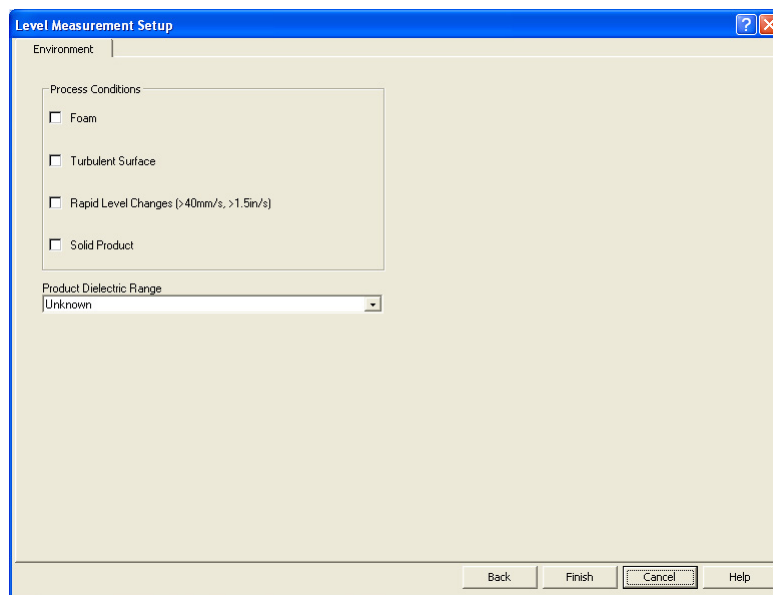 Level Measurement Setup
Environment
Process Conditions
Foam
Turbulent Surface
Rapid Level Changes (>40mm/s, >1.5in/s)
Solid Product
Product Dielectric Range
Unknown
Back Finish Cancel Help